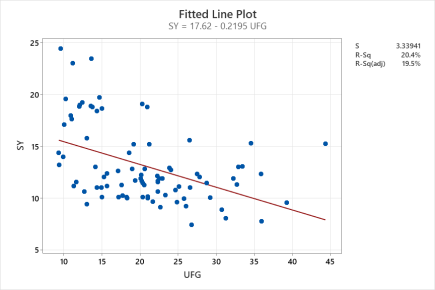 Fitted Line Plot
SY = 17.62 - 0.2195 UFG
S 3.33941
R-Sq 20.4%
R-Sq(adj) 19.5%
25
20
15
10
5
SY
10 15 20 25 30 35 40 45
UFG